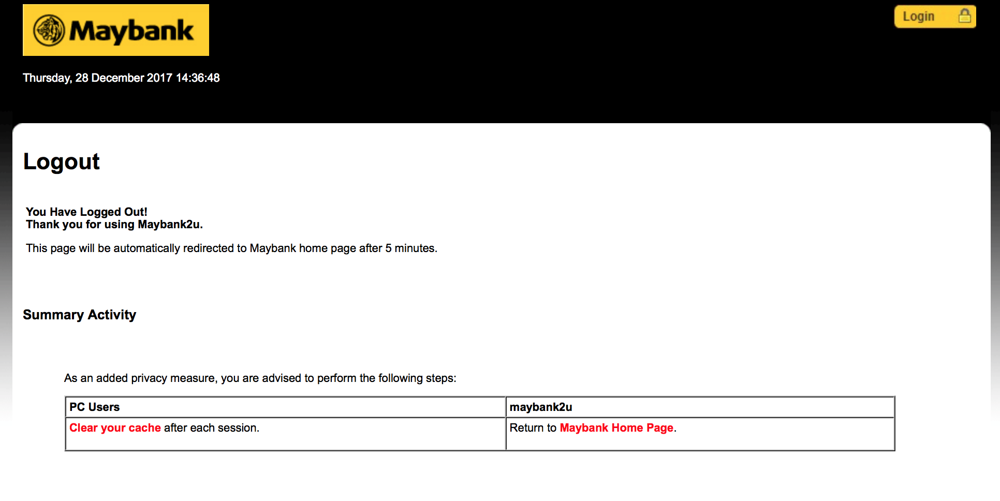 Maybank
Login
Thursday, 28 December 2017 14:36:48
Logout
You Have Logged Out!
Thank you for using Maybank2u.
This page will be automatically redirected to Maybank home page after 5 minutes.
Summary Activity
As an added privacy measure, you are advised to perform the following steps:
PC Users
maybank2u
Clear your cache after each session.
Return to Maybank Home Page.